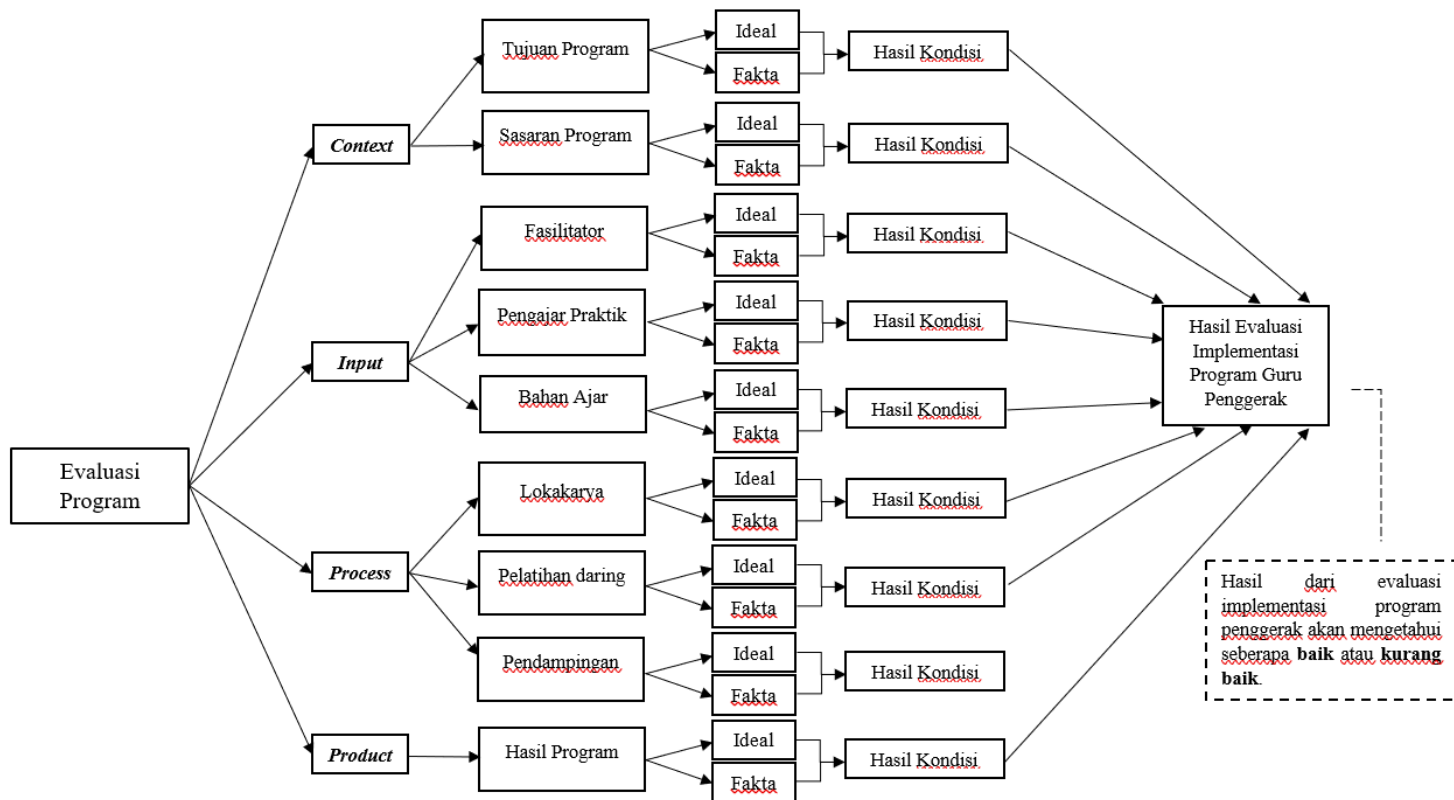 Evaluasi
Program
Context
Tujuan Program
Ideal
Fakta
Hasil Kondisi
Sasaran Program
Ideal
Fakta
Hasil Kondisi
Input
Fasilitator
Ideal
Fakta
Hasil Kondisi
Pengajar Praktik
Ideal
Fakta
Hasil Kondisi
Bahan Ajar
Ideal
Fakta
Hasil Kondisi
Process
Lokakarya
Ideal
Fakta
Hasil Kondisi
Pelatihan daring
Ideal
Fakta
Hasil Kondisi
Pendampingan
Ideal
Fakta
Hasil Kondisi
Product
Hasil Program
Ideal
Fakta
Hasil Kondisi
Hasil Evaluasi
Implementasi
Program Guru
Penggerak
Hasil dari evaluasi
implementasi program
penggerak akan mengetahui
seberapa baik atau kurang
baik.